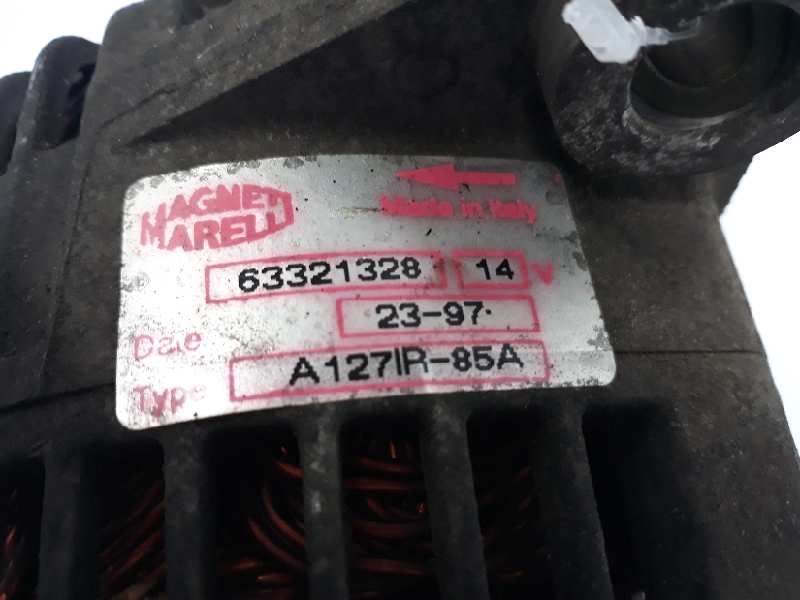 MAGNETI
MARELLI
Made in Italy
63321328 14 V
Date 23-97
Type A127IR-85A